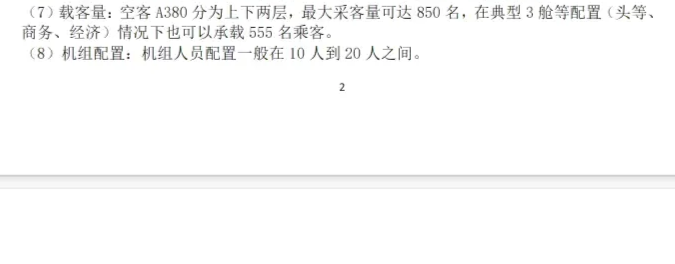 （7）载客量：空客 A380 分为上下两层，最大采客量可达 850 名，在典型 3 舱等配置（头等、
商务、经济）情况下也可以承载 555 名乘客。
（8）机组配置：机组人员配置一般在 10 人到 20 人之间。
2